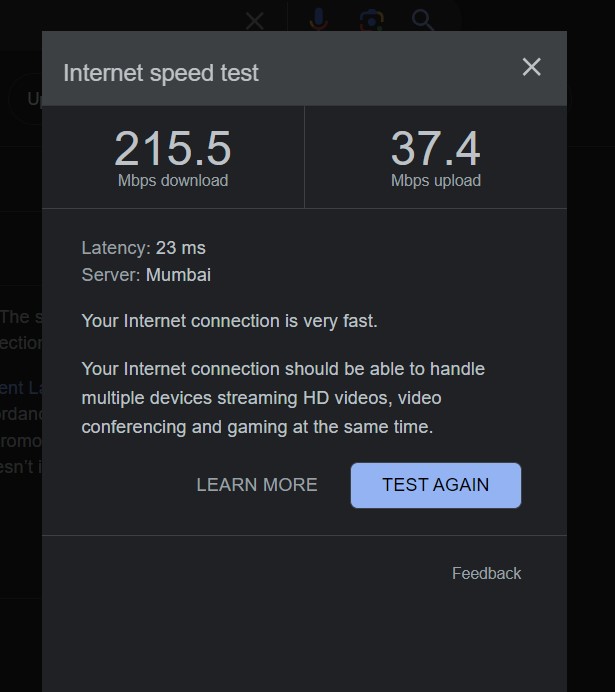 Internet speed test
215.5
Mbps download
37.4
Mbps upload
Latency: 23 ms
Server: Mumbai
Your Internet connection is very fast.
Your Internet connection should be able to handle
multiple devices streaming HD videos, video
conferencing and gaming at the same time.
LEARN MORE
TEST AGAIN
Feedback